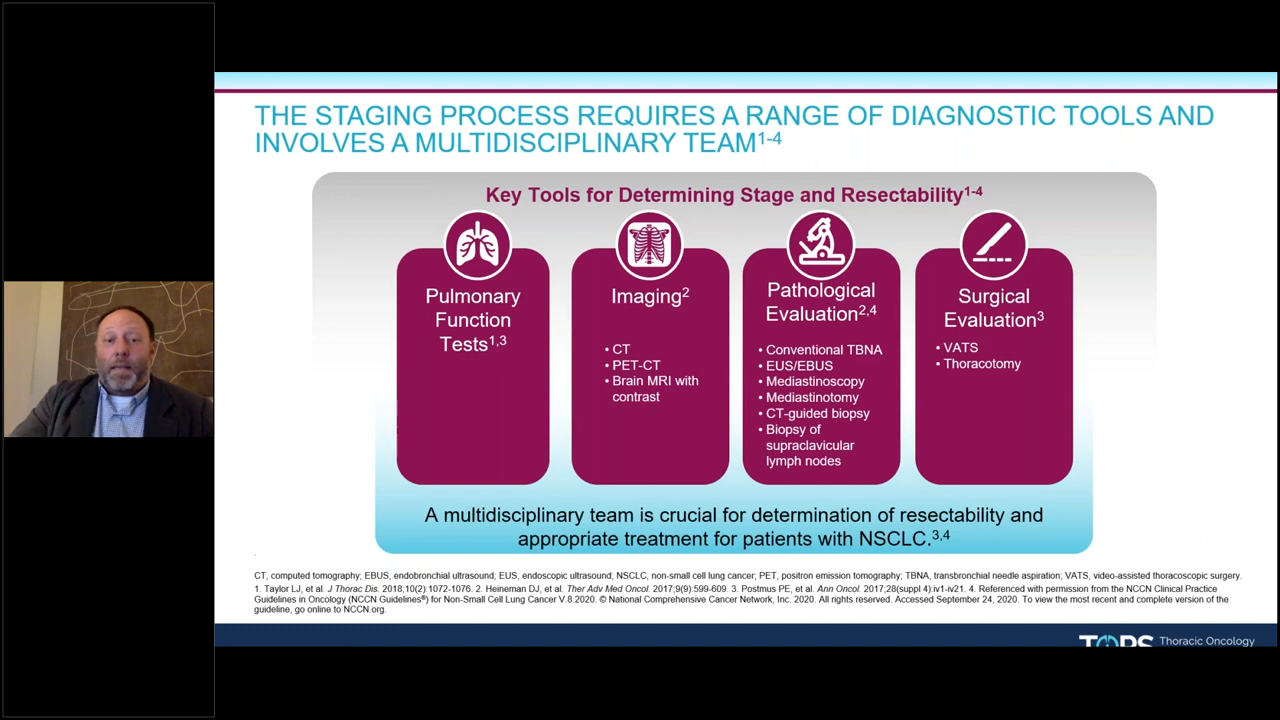 THE STAGING PROCESS REQUIRES A RANGE OF DIAGNOSTIC TOOLS AND
INVOLVES A MULTIDISCIPLINARY TEAM1-4
Key Tools for Determining Stage and Resectability1-4
Pulmonary
Function
Tests1,3
Imaging2
• CT
• PET-CT
• Brain MRI with
contrast
Pathological
Evaluation2,4
• Conventional TBNA
• EUS/EBUS
• Mediastinoscopy
• Mediastinotomy
• CT-guided biopsy
• Biopsy of
supraclavicular
lymph nodes
Surgical
Evaluation3
• VATS
• Thoracotomy
A multidisciplinary team is crucial for determination of resectability and
appropriate treatment for patients with NSCLC.3,4
CT, computed tomography; EBUS, endobronchial ultrasound; EUS, endoscopic ultrasound; NSCLC, non-small cell lung cancer; PET, positron emission tomography; TBNA, transbronchial needle aspiration; VATS, video-assisted thoracoscopic surgery.
1. Taylor LJ, et al. J Thorac Dis. 2018;10(2):1072-1076. 2. Heineman DJ, et al. Ther Adv Med Oncol. 2017;9(9):599-609. 3. Postmus PE, et al. Ann Oncol. 2017;28(suppl 4):iv1-iv21. 4. Referenced with permission from the NCCN Clinical Practice
Guidelines in Oncology (NCCN Guidelines®) for Non-Small Cell Lung Cancer V.8.2020. © National Comprehensive Cancer Network, Inc. 2020. All rights reserved. Accessed September 24, 2020. To view the most recent and complete version of the
guideline, go online to NCCN.org.
TOPS Thoracic Oncology